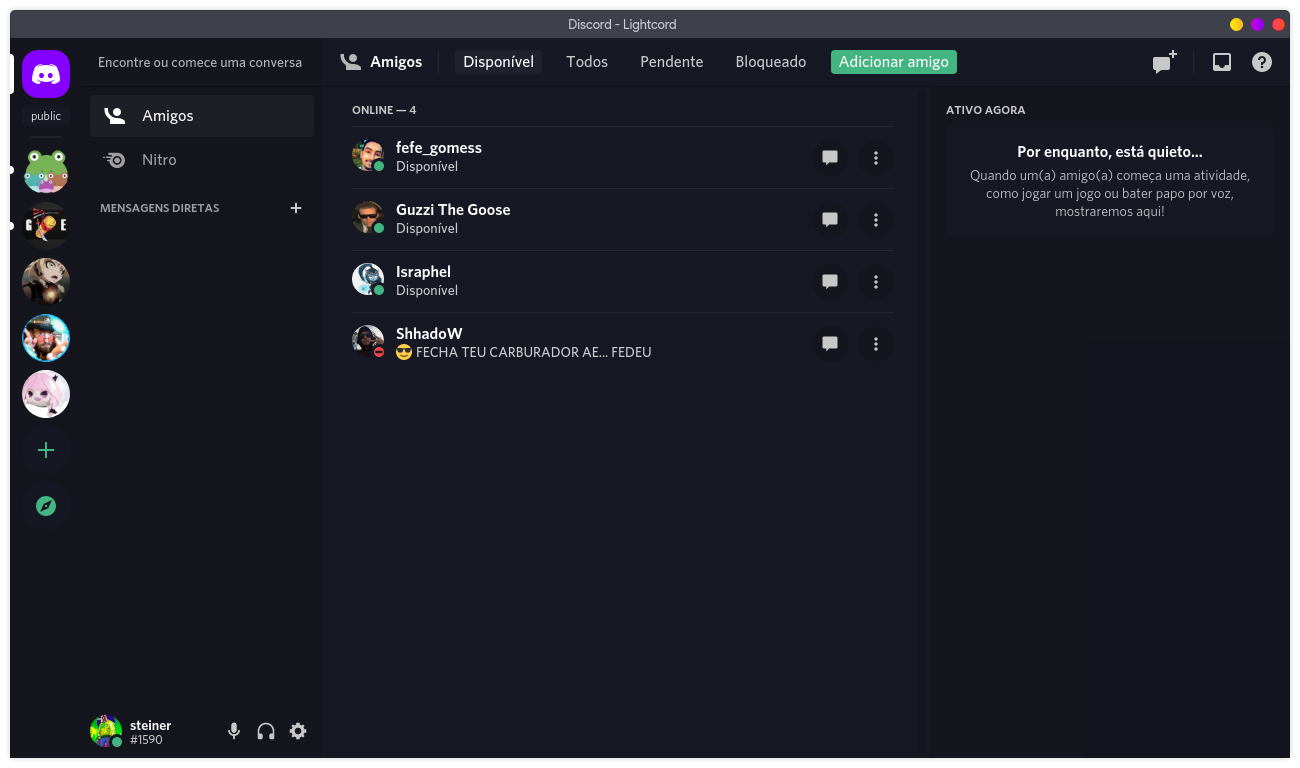 Discord - Lightcord
Encontre ou comece uma conversa
Amigos
Disponível
Todos
Pendente
Bloqueado
Adicionar amigo
public
Amigos
Nitro
MENSAGENS DIRETAS
ONLINE — 4
fefe_gomess
Disponível
Guzzi The Goose
Disponível
Israphel
Disponível
ShhadoW
😎 FECHA TEU CARBURADOR AE... FEDEU
ATIVO AGORA
Por enquanto, está quieto...
Quando um(a) amigo(a) começa uma atividade,
como jogar um jogo ou bater papo por voz,
mostraremos aqui!
G E
steiner
#1590